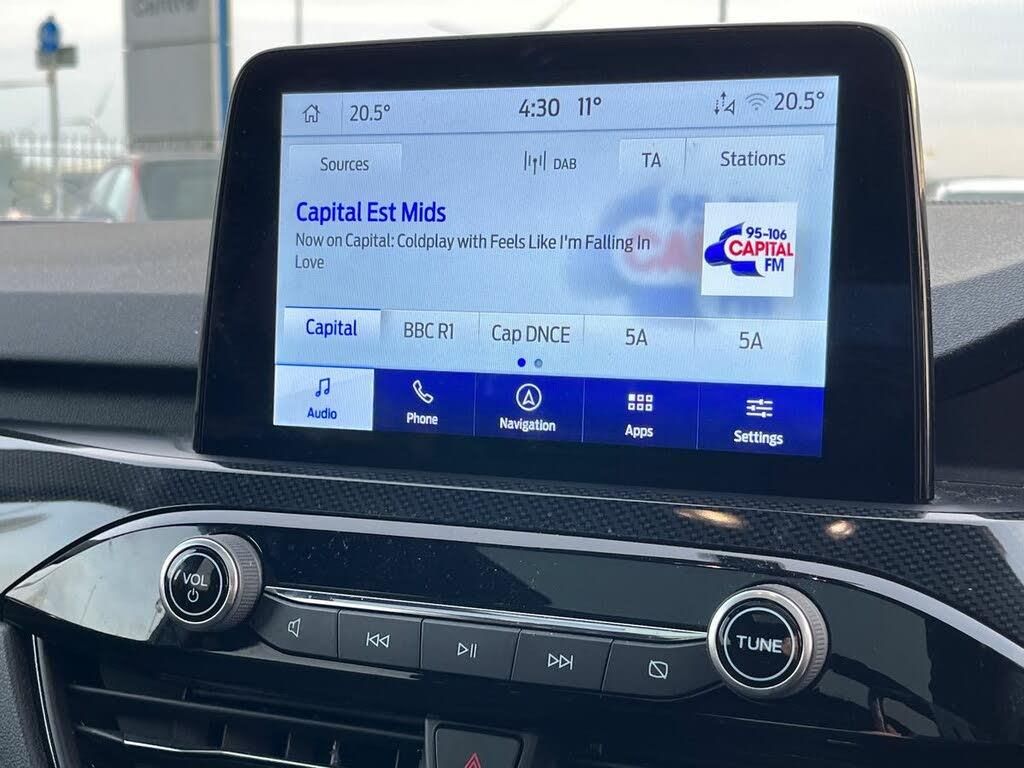 Centre
20.5° 4:30 11° 20.5°
Sources DAB TA Stations
Capital Est Mids
Now on Capital: Coldplay with Feels Like I'm Falling In
Love
95-106
CAPITAL
FM
Capital BBC R1 Cap DNCE 5A 5A
Audio Phone Navigation Apps Settings
VOL
TUNE